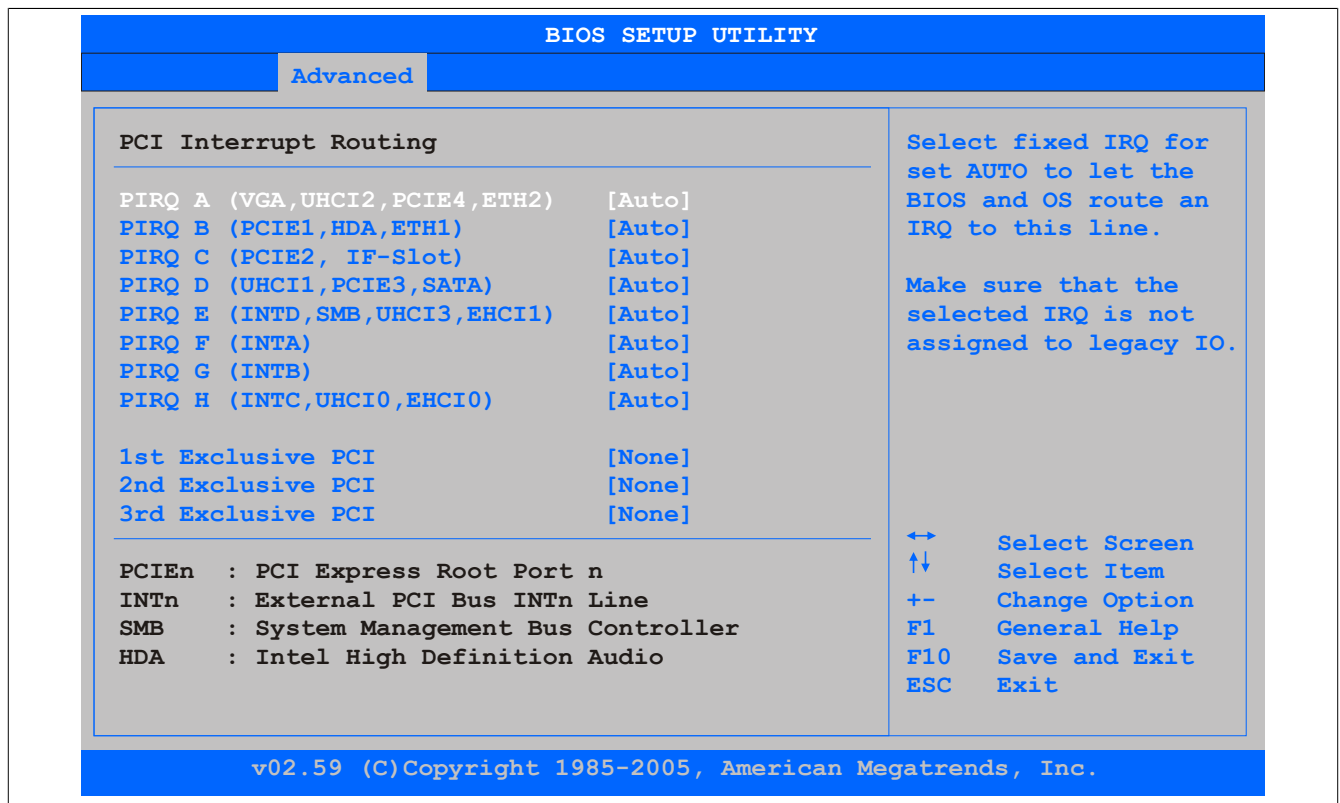 BIOS SETUP UTILITY
Advanced
PCI Interrupt Routing
PIRQ A (VGA,UHCI2,PCIE4,ETH2) [Auto]
PIRQ B (PCIE1,HDA,ETH1) [Auto]
PIRQ C (PCIE2, IF-Slot) [Auto]
PIRQ D (UHCI1,PCIE3,SATA) [Auto]
PIRQ E (INTD,SMB,UHCI3,EHCI1) [Auto]
PIRQ F (INTA) [Auto]
PIRQ G (INTB) [Auto]
PIRQ H (INTC,UHCI0,EHCI0) [Auto]
1st Exclusive PCI [None]
2nd Exclusive PCI [None]
3rd Exclusive PCI [None]
PCIEn : PCI Express Root Port n
INTn : External PCI Bus INTn Line
SMB : System Management Bus Controller
HDA : Intel High Definition Audio
Select fixed IRQ for
set AUTO to let the
BIOS and OS route an
IRQ to this line.
Make sure that the
selected IRQ is not
assigned to legacy IO.
↔ Select Screen
↑↓ Select Item
+- Change Option
F1 General Help
F10 Save and Exit
ESC Exit
v02.59 (C)Copyright 1985-2005, American Megatrends, Inc.